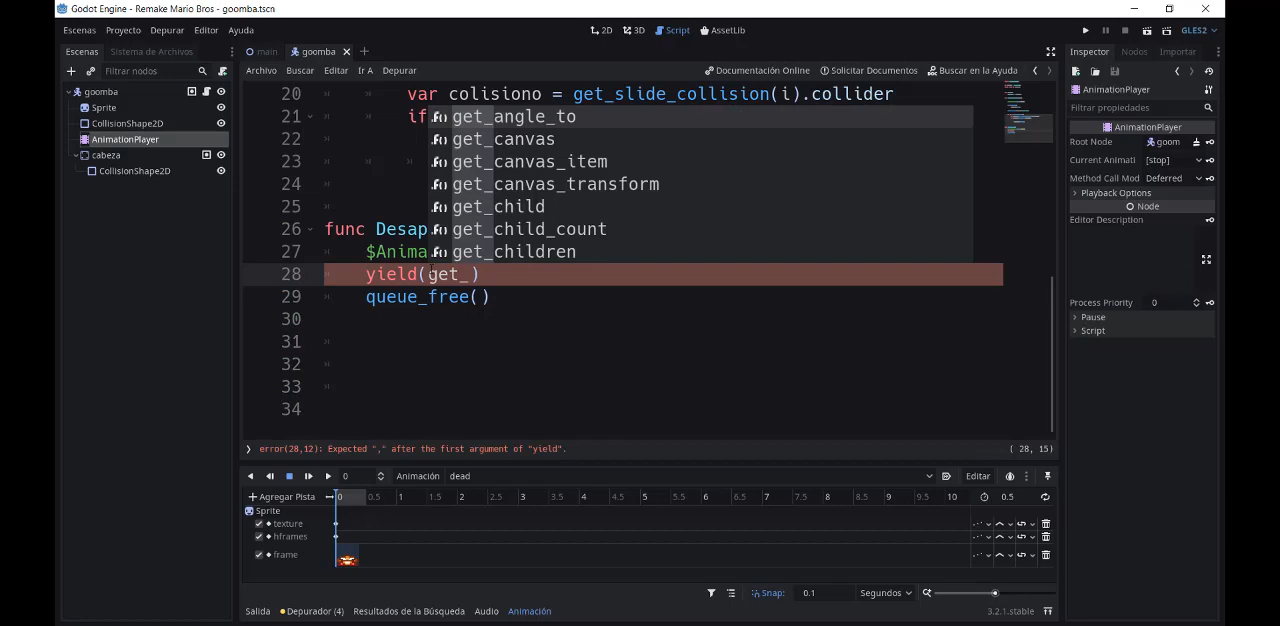 Godot Engine - Remake Mario Bros - goomba.tscn
Escenas Proyecto Depurar Editor Ayuda
2D 3D Script AssetLib
GLES2
Escenas Sistema de Archivos
main goomba
Inspector Nodos Importar
Filtrar nodos
Archivo Buscar Editar Ir A Depurar
Documentación Online Solicitar Documentos Buscar en la Ayuda
goomba
Sprite
CollisionShape2D
AnimationPlayer
cabeza
CollisionShape2D
20 var colisiono = get_slide_collision(i).collider
21 if
22
23
24
25
26 func Desap
27 $Anima
28 yield(get_)
29 queue_free()
30
31
32
33
34
get_angle_to
get_canvas
get_canvas_item
get_canvas_transform
get_child
get_child_count
get_children
error(28,12): Expected "," after the first argument of "yield".
( 28, 15)
AnimationPlayer
Filtrar propiedades
AnimationPlayer
Root Node goom
Current Animati [stop]
Method Call Mod Deferred
Playback Options
Node
Editor Description
Process Priority 0
Pause
Script
0 Animación dead Editar
Agregar Pista 0 0.5 1 1.5 2 2.5 3 3.5 4 4.5 5 5.5 6 6.5 7 7.5 8 8.5 9 9.5 10 0.5
Sprite
texture
hframes
frame
Snap: 0.1 Segundos
Salida Depurador (4) Resultados de la Búsqueda Audio Animación
3.2.1.stable